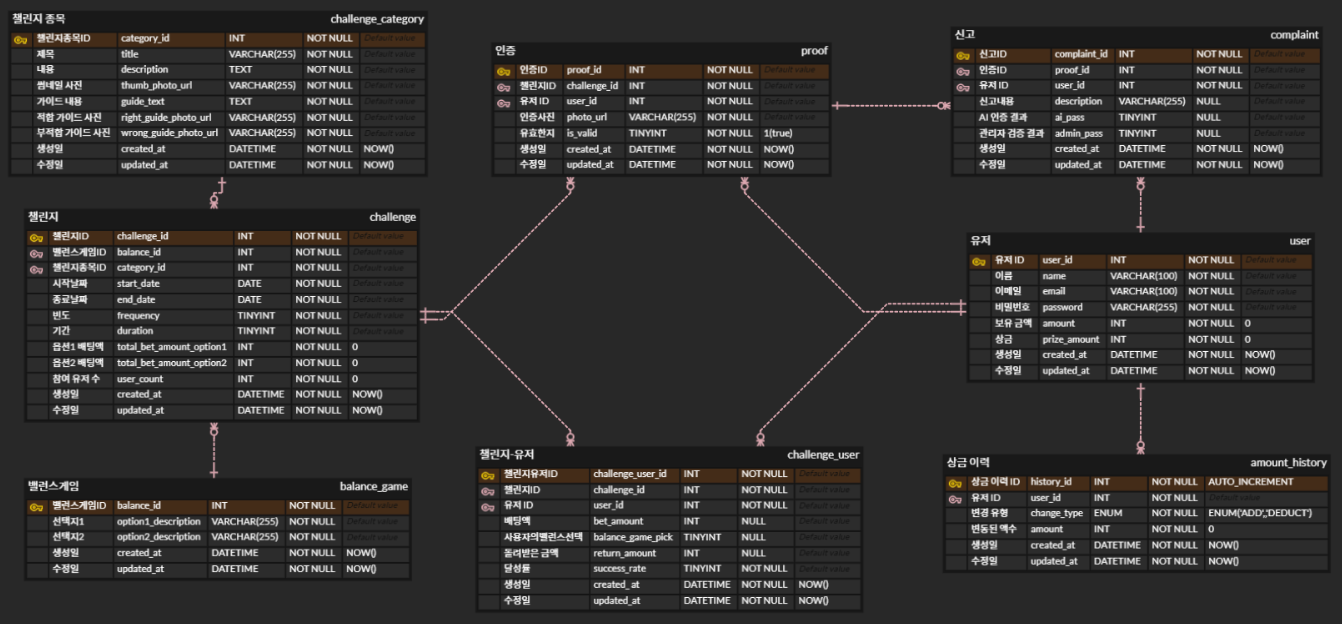 챌린지 종목 challenge_category
챌린지종목ID category_id INT NOT NULL Default value
제목 title VARCHAR(255) NOT NULL Default value
내용 description TEXT NOT NULL Default value
썸네일 사진 thumb_photo_url VARCHAR(255) NOT NULL Default value
가이드 내용 guide_text TEXT NOT NULL Default value
적합 가이드 사진 right_guide_photo_url VARCHAR(255) NOT NULL Default value
부적합 가이드 사진 wrong_guide_photo_url VARCHAR(255) NOT NULL Default value
생성일 created_at DATETIME NOT NULL NOW()
수정일 updated_at DATETIME NOT NULL NOW()
인증 proof
인증ID proof_id INT NOT NULL Default value
챌린지ID challenge_id INT NOT NULL Default value
유저 ID user_id INT NOT NULL Default value
인증사진 photo_url VARCHAR(255) NOT NULL Default value
유효한지 is_valid TINYINT NOT NULL 1(true)
생성일 created_at DATETIME NOT NULL NOW()
수정일 updated_at DATETIME NOT NULL NOW()
신고 complaint
신고ID complaint_id INT NOT NULL Default value
인증ID proof_id INT NOT NULL Default value
유저 ID user_id INT NOT NULL Default value
신고내용 description VARCHAR(255) NULL Default value
AI 인증 결과 ai_pass TINYINT NULL Default value
관리자 검증 결과 admin_pass TINYINT NULL Default value
생성일 created_at DATETIME NOT NULL NOW()
수정일 updated_at DATETIME NOT NULL NOW()
챌린지 challenge
챌린지ID challenge_id INT NOT NULL Default value
밸런스게임ID balance_id INT NOT NULL Default value
챌린지종목ID category_id INT NOT NULL Default value
시작날짜 start_date DATE NOT NULL Default value
종료날짜 end_date DATE NOT NULL Default value
빈도 frequency TINYINT NOT NULL Default value
기간 duration TINYINT NOT NULL Default value
옵션1 배팅액 total_bet_amount_option1 INT NOT NULL 0
옵션2 배팅액 total_bet_amount_option2 INT NOT NULL 0
참여 유저 수 user_count INT NOT NULL 0
생성일 created_at DATETIME NOT NULL NOW()
수정일 updated_at DATETIME NOT NULL NOW()
유저 user
유저 ID user_id INT NOT NULL Default value
이름 name VARCHAR(100) NOT NULL Default value
이메일 email VARCHAR(100) NOT NULL Default value
비밀번호 password VARCHAR(255) NOT NULL Default value
보유 금액 amount INT NOT NULL 0
상금 prize_amount INT NOT NULL 0
생성일 created_at DATETIME NOT NULL NOW()
수정일 updated_at DATETIME NOT NULL NOW()
밸런스게임 balance_game
밸런스게임ID balance_id INT NOT NULL Default value
선택지1 option1_description VARCHAR(255) NOT NULL Default value
선택지2 option2_description VARCHAR(255) NOT NULL Default value
생성일 created_at DATETIME NOT NULL NOW()
수정일 updated_at DATETIME NOT NULL NOW()
챌린지-유저 challenge_user
챌린지유저ID challenge_user_id INT NOT NULL Default value
챌린지ID challenge_id INT NOT NULL Default value
유저 ID user_id INT NOT NULL Default value
배팅액 bet_amount INT NULL Default value
사용자의밸런스선택 balance_game_pick TINYINT NULL Default value
돌려받은 금액 return_amount INT NULL Default value
달성률 success_rate TINYINT NOT NULL Default value
생성일 created_at DATETIME NOT NULL NOW()
수정일 updated_at DATETIME NOT NULL NOW()
상금 이력 amount_history
상금 이력 ID history_id INT NOT NULL AUTO_INCREMENT
유저 ID user_id INT NOT NULL Default value
변경 유형 change_type ENUM NOT NULL ENUM('ADD','DEDUCT')
변동된 액수 amount INT NOT NULL 0
생성일 created_at DATETIME NOT NULL NOW()
수정일 updated_at DATETIME NOT NULL NOW()